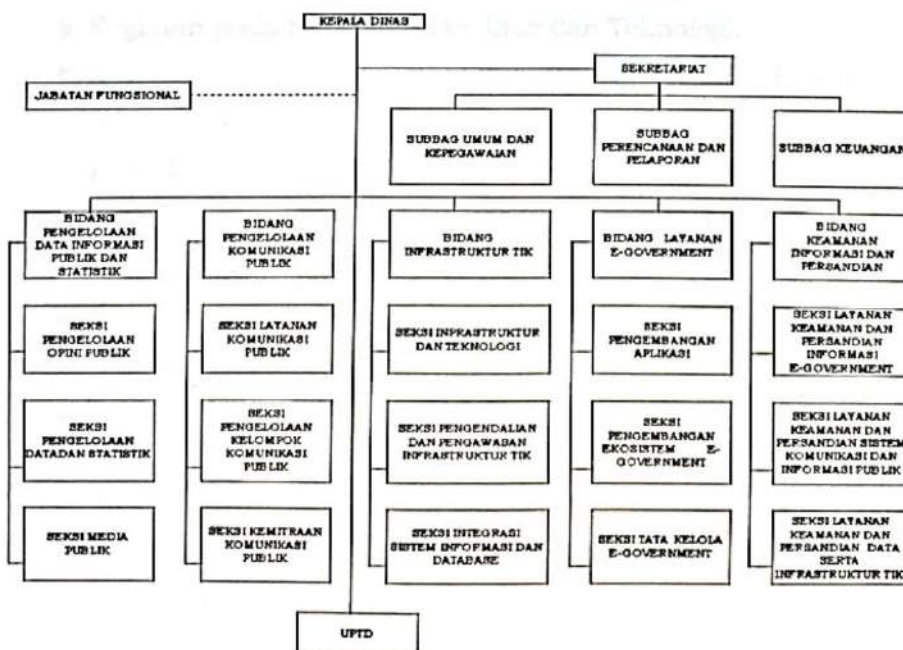 KEPALA DINAS
SEKRETARIAT
JABATAN FUNGSIONAL
SUBBAG UMUM DAN
KEPEGAWAIAN
SUBBAG
PERENCANAAN DAN
PELAPORAN
SUBBAG KEUANGAN
BIDANG
PENGELOLAAN
DATA INFORMASI
PUBLIK DAN
STATISTIK
BIDANG
PENGELOLAAN
KOMUNIKASI
PUBLIK
BIDANG
INFRASTRUKTUR TIK
BIDANG LAYANAN
E-GOVERNMENT
BIDANG
KEAMANAN
INFORMASI DAN
PERSANDIAN
SEKSI
PENGELOLAAN
OPINI PUBLIK
SEKSI LAYANAN
KOMUNIKASI
PUBLIK
SEKSI INFRASTRUKTUR
DAN TEKNOLOGI
SEKSI
PENGEMBANGAN
APLIKASI
SEKSI LAYANAN
KEAMANAN DAN
PERSANDIAN
INFORMASI
E-GOVERNMENT
SEKSI
PENGELOLAAN
DATADAN STATISTIK
SEKSI
PENGELOLAAN
KELOMPOK
KOMUNIKASI
PUBLIK
SEKSI PENGENDALIAN
DAN PENGAWASAN
INFRASTRUKTUR TIK
SEKSI
PENGEMBANGAN
EKOSISTEM E-
GOVERNMENT
SEKSI LAYANAN
KEAMANAN DAN
PERSANDIAN SISTEM
KOMUNIKASI DAN
INFORMASI PUBLIK
SEKSI MEDIA
PUBLIK
SEKSI KEMITRAAN
KOMUNIKASI
PUBLIK
SEKSI INTEGRASI
SISTEM INFORMASI DAN
DATABASE
SEKSI TATA KELOLA
E-GOVERNMENT
SEKSI LAYANAN
KEAMANAN DAN
PERSANDIAN DATA
SERTA
INFRASTRUKTUR TIK
UPTD